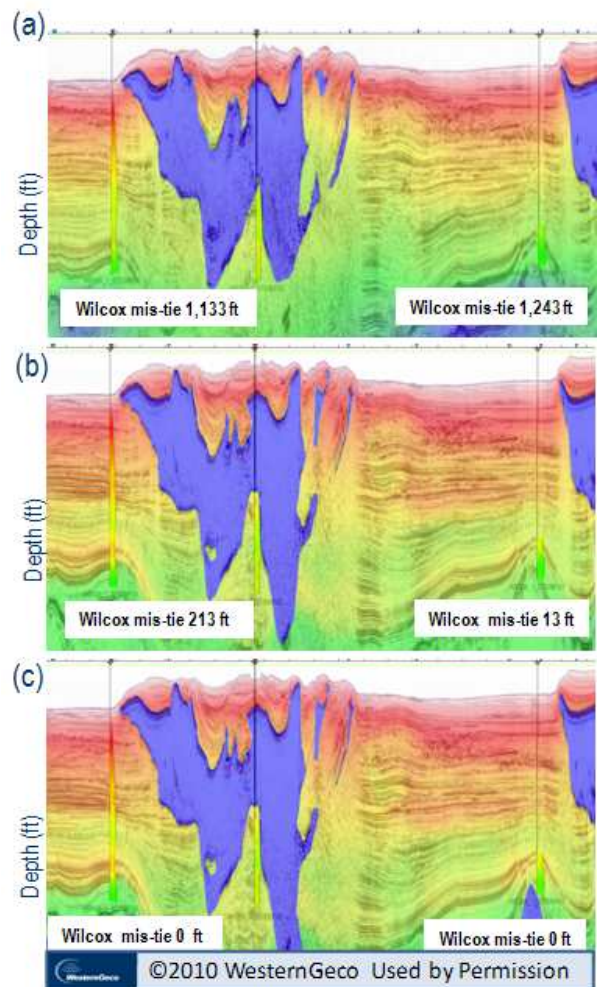 (a)
Depth (ft)
Wilcox mis-tie 1,133 ft
Wilcox mis-tie 1,243 ft
(b)
Depth (ft)
Wilcox mis-tie 213 ft
Wilcox mis-tie 13 ft
(c)
Depth (ft)
Wilcox mis-tie 0 ft
Wilcox mis-tie 0 ft
WesternGeco
©2010 WesternGeco Used by Permission